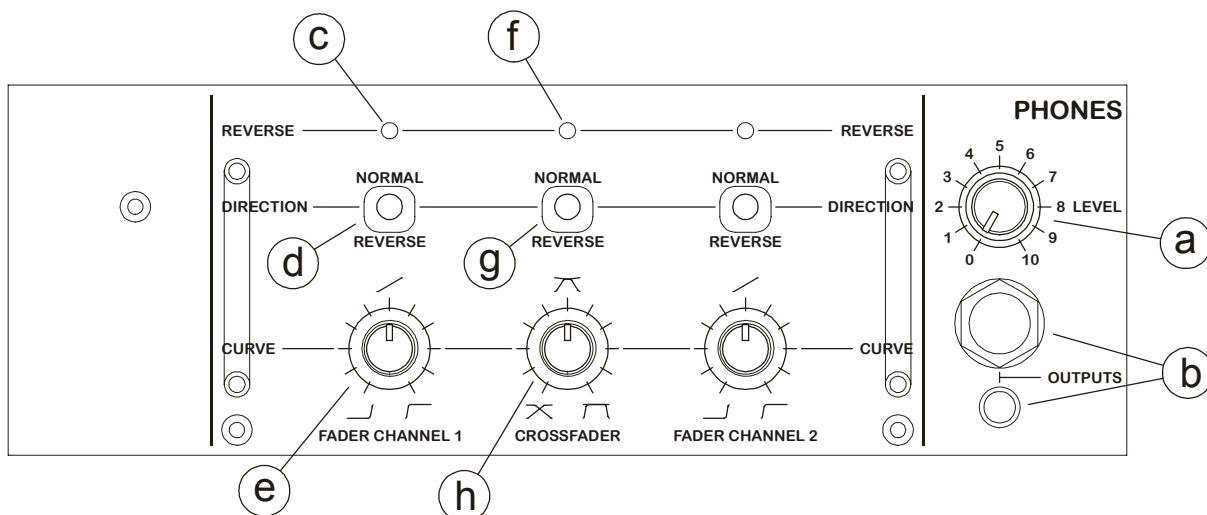 c
f
PHONES
REVERSE
REVERSE
NORMAL
NORMAL
NORMAL
DIRECTION
DIRECTION
REVERSE
REVERSE
REVERSE
0
1
2
3
4
5
6
7
8
9
10
LEVEL
a
d
g
CURVE
CURVE
OUTPUTS
b
FADER CHANNEL 1
CROSSFADER
FADER CHANNEL 2
e
h